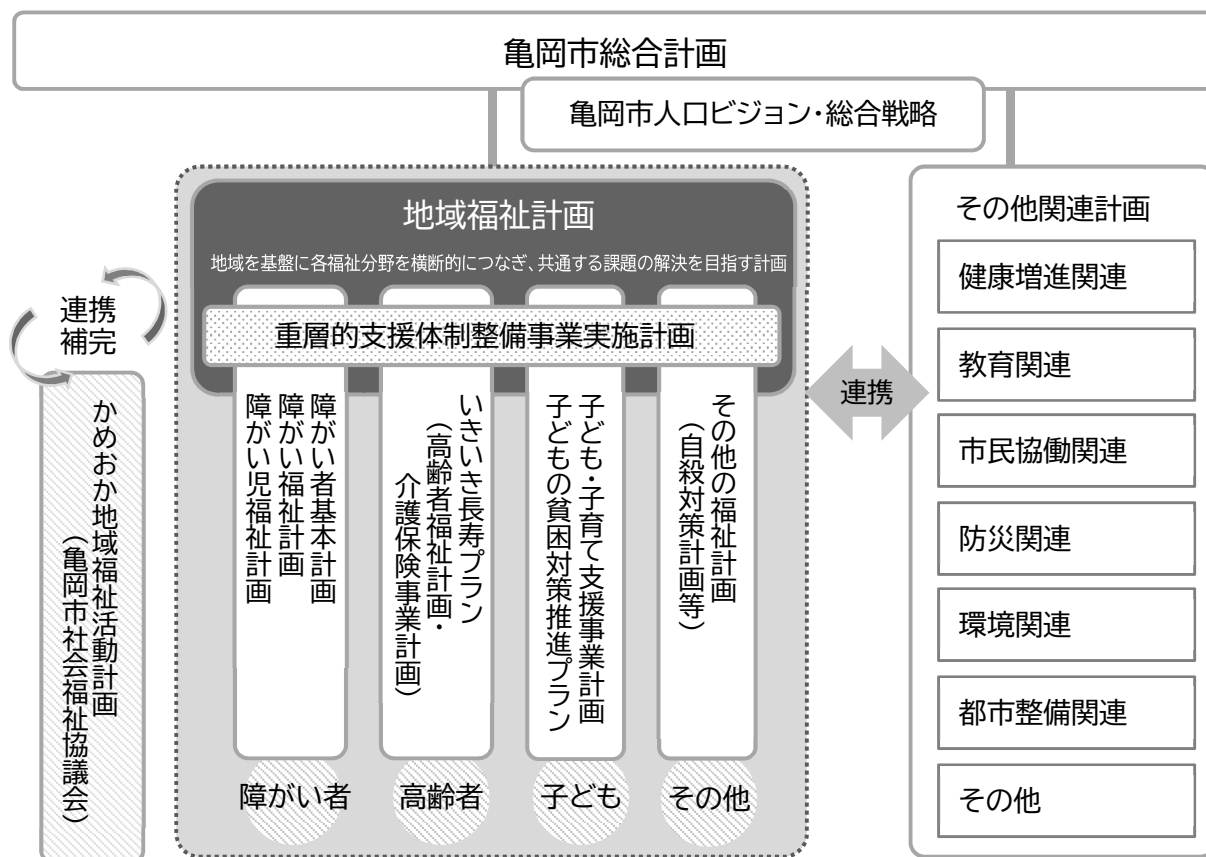 亀岡市総合計画
亀岡市人口ビジョン・総合戦略
地域福祉計画
地域を基盤に各福祉分野を横断的につなぎ、共通する課題の解決を目指す計画
重層的支援体制整備事業実施計画
連携
補完
かめおか地域福祉活動計画
（亀岡市社会福祉協議会）
障がい者基本計画
障がい福祉計画
障がい児福祉計画
いきいき長寿プラン
（高齢者福祉計画・
介護保険事業計画）
子ども・子育て支援事業計画
子どもの貧困対策推進プラン
その他の福祉計画
（自殺対策計画等）
障がい者
高齢者
子ども
その他
連携
その他関連計画
健康増進関連
教育関連
市民協働関連
防災関連
環境関連
都市整備関連
その他